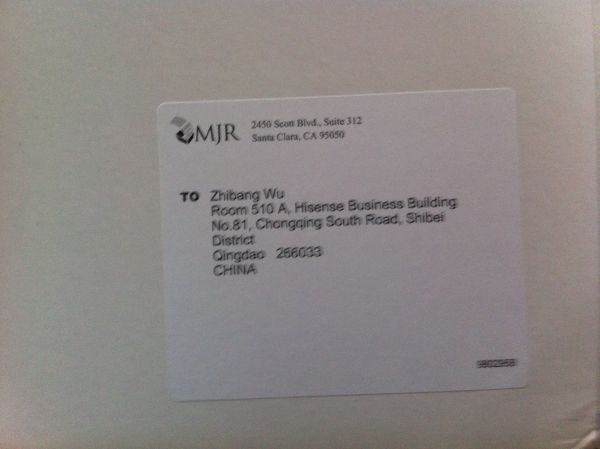 MJR
2450 Scott Blvd., Suite 312
Santa Clara, CA 95050
TO Zhibang Wu
Room 510 A, Hisense Business Building
No.81, Chongqing South Road, Shibei
District
Qingdao 266033
CHINA
9802958